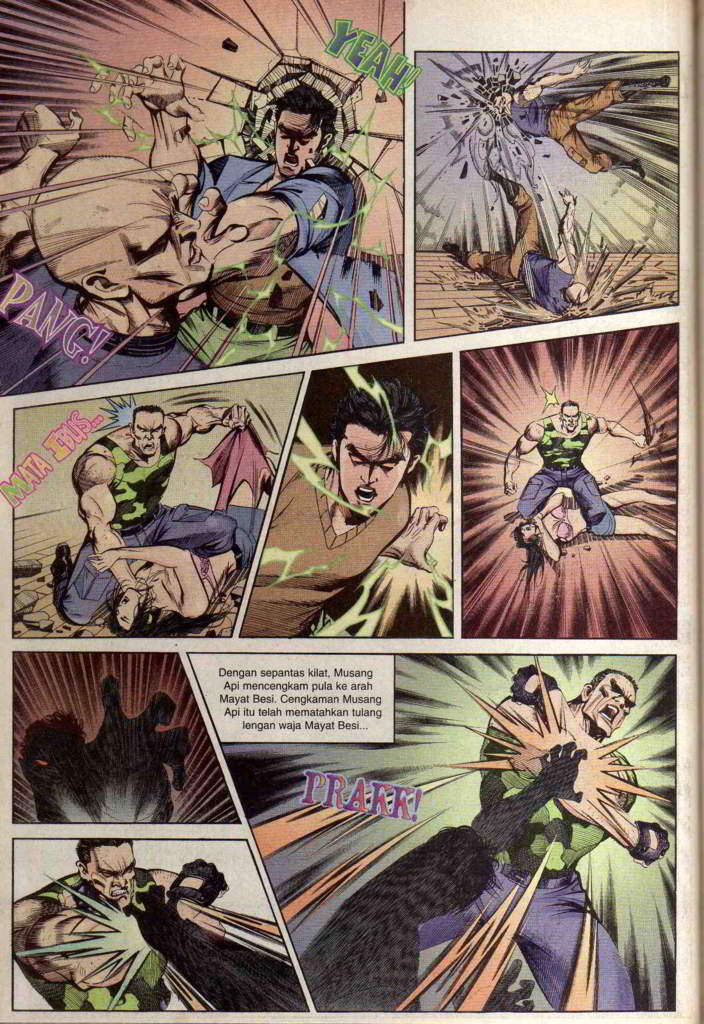 YEAH!
PANG!
MATA IBLIS...
Dengan sepantas kilat, Musang
Api mencengkam pula ke arah
Mayat Besi. Cengkaman Musang
Api itu telah mematahkan tulang
lengan waja Mayat Besi...
PRAKK!